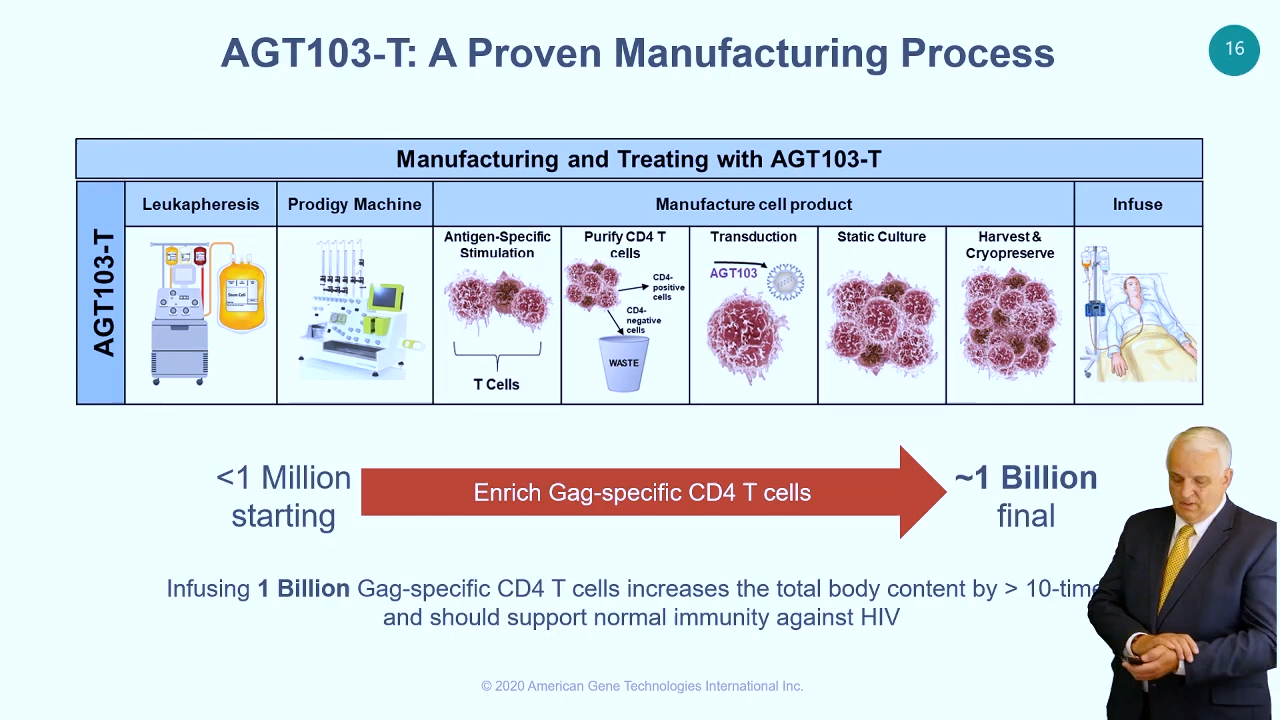 AGT103-T: A Proven Manufacturing Process
16
Manufacturing and Treating with AGT103-T
AGT103-T
Leukapheresis
Prodigy Machine
Manufacture cell product
Infuse
Antigen-Specific
Stimulation
T Cells
Purify CD4 T
cells
CD4-
positive
cells
CD4-
negative
cells
WASTE
Transduction
AGT103
Static Culture
Harvest &
Cryopreserve
Stem Cell
<1 Million
starting
Enrich Gag-specific CD4 T cells
~1 Billion
final
Infusing 1 Billion Gag-specific CD4 T cells increases the total body content by > 10-time
and should support normal immunity against HIV
© 2020 American Gene Technologies International Inc.